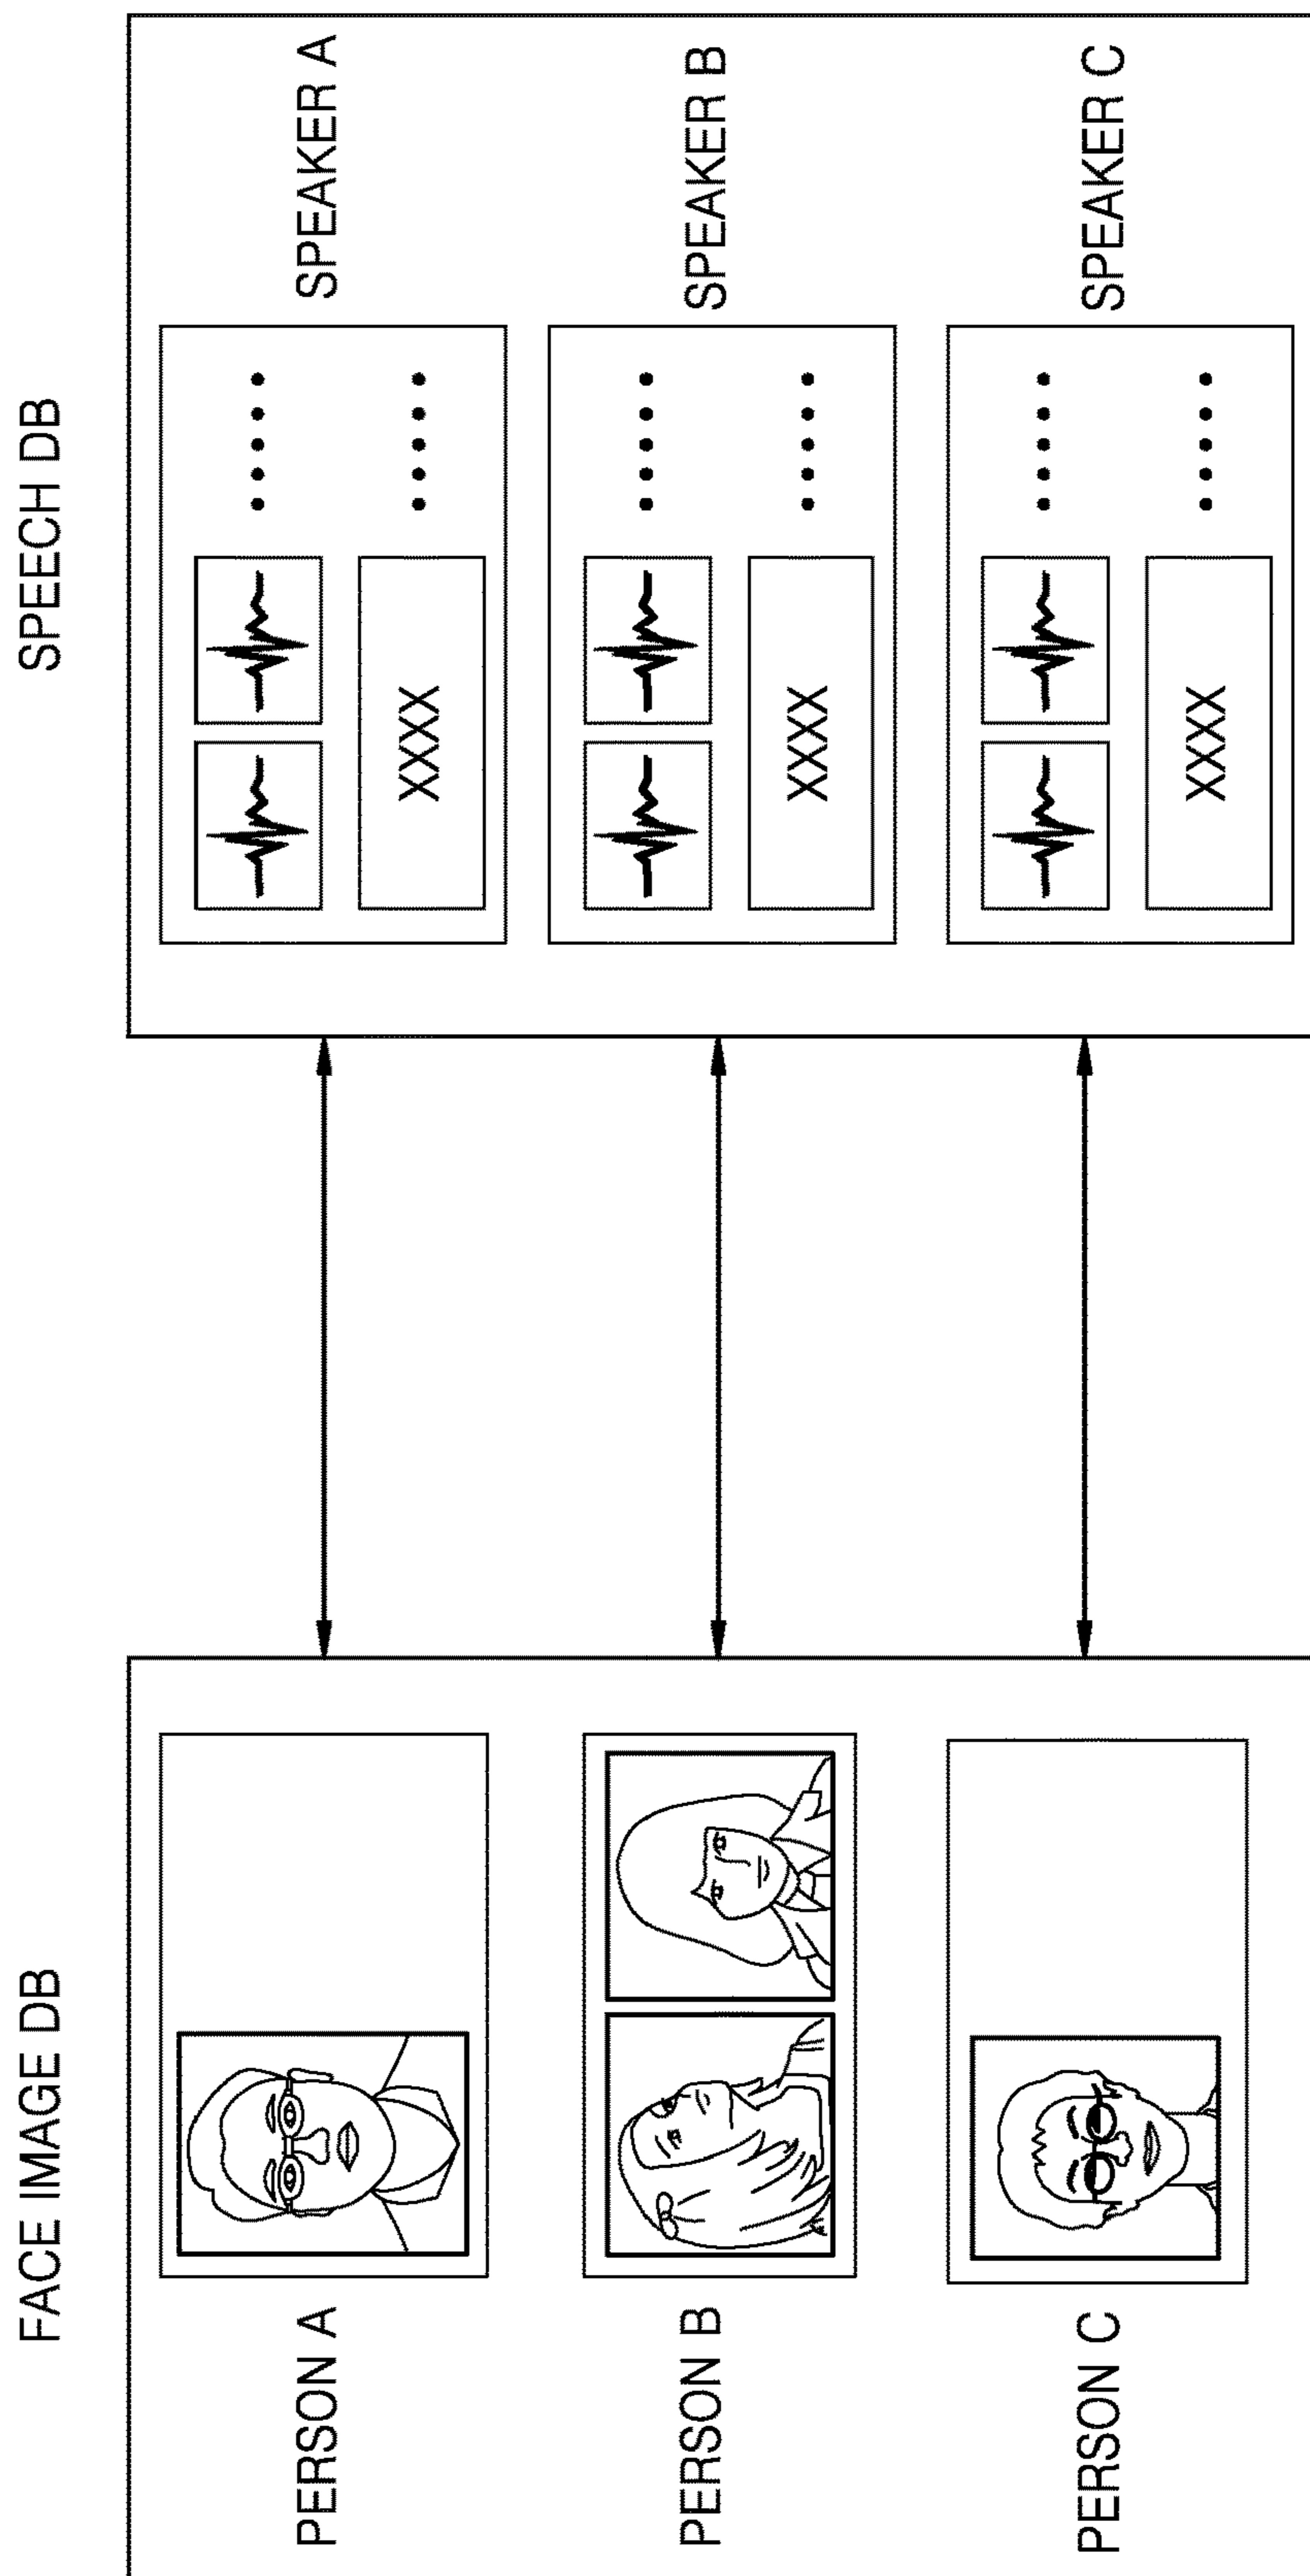 FACE IMAGE DB
SPEECH DB
PERSON A
SPEAKER A
XXXX
PERSON B
SPEAKER B
XXXX
PERSON C
SPEAKER C
XXXX